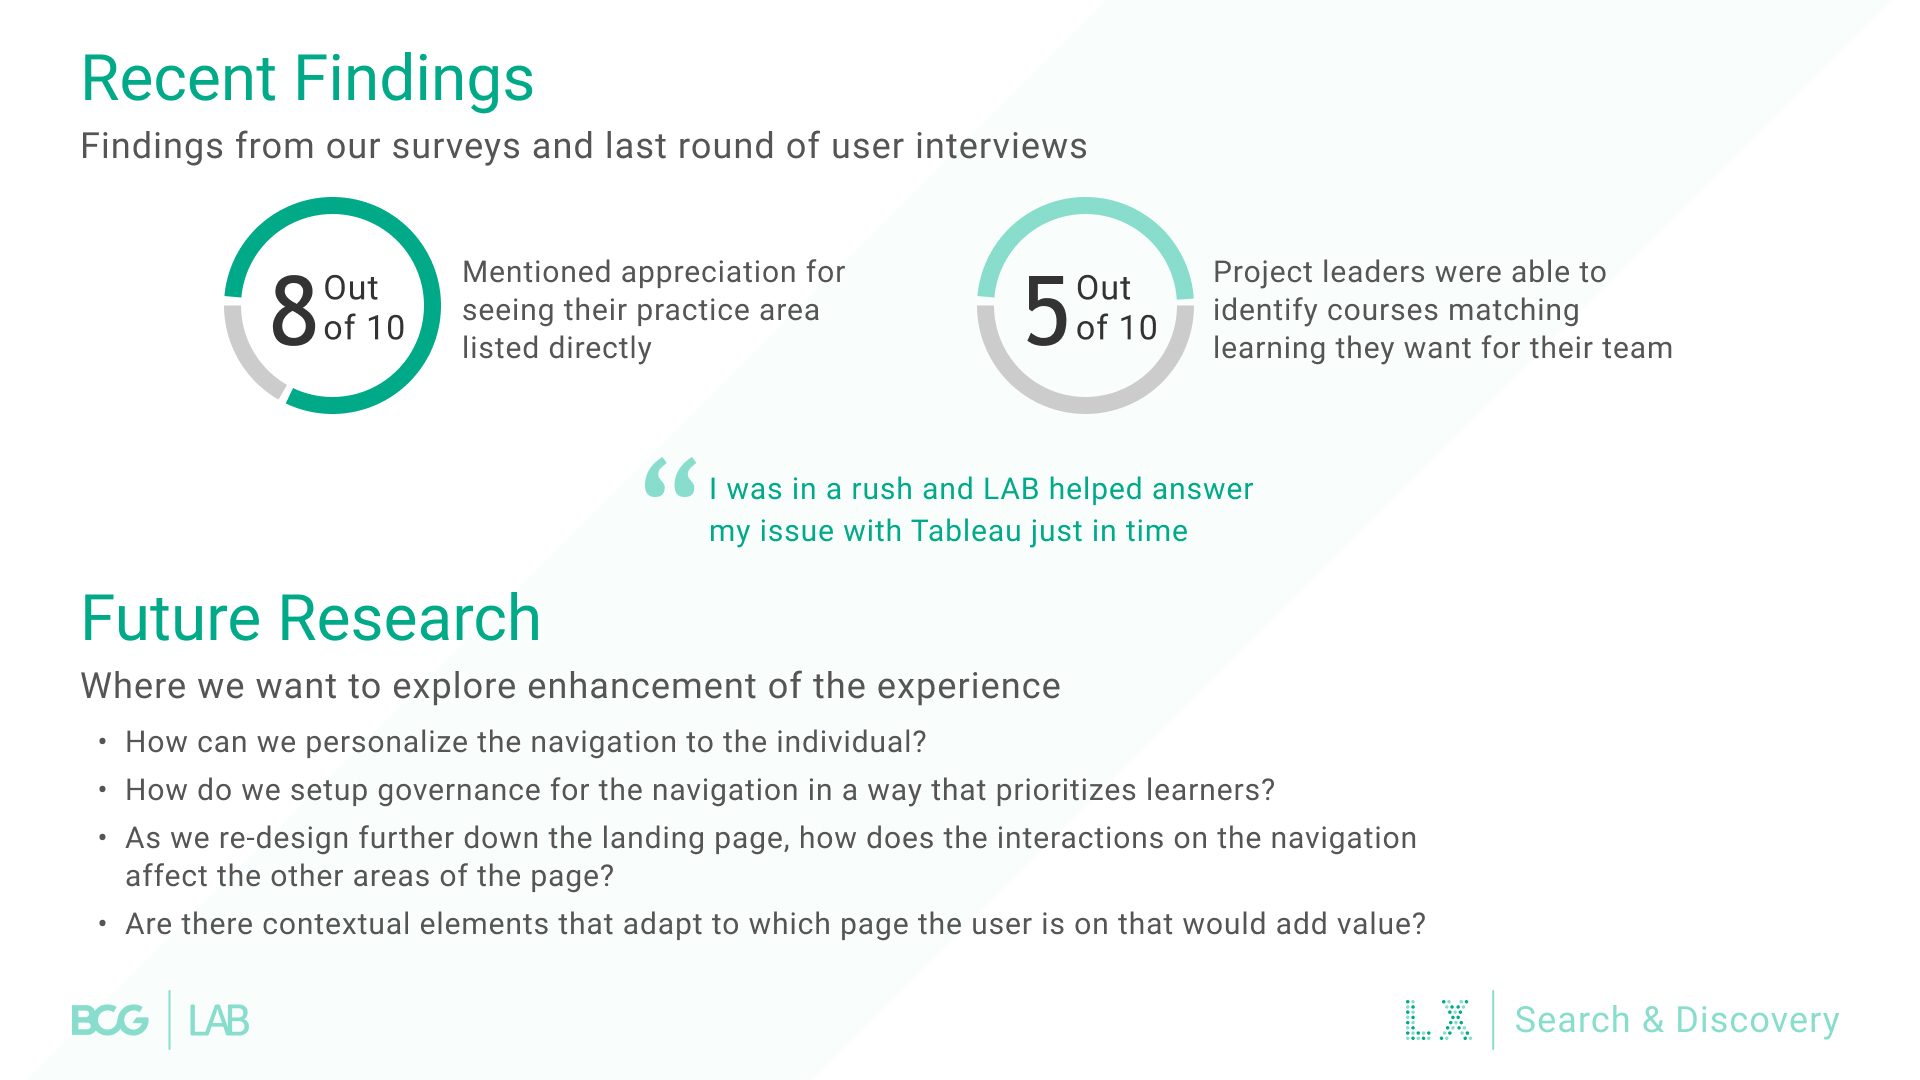 Recent Findings
Findings from our surveys and last round of user interviews
8 Out
of 10
Mentioned appreciation for
seeing their practice area
listed directly
5 Out
of 10
Project leaders were able to
identify courses matching
learning they want for their team
“ I was in a rush and LAB helped answer
my issue with Tableau just in time
Future Research
Where we want to explore enhancement of the experience
• How can we personalize the navigation to the individual?
• How do we setup governance for the navigation in a way that prioritizes learners?
• As we re-design further down the landing page, how does the interactions on the navigation
affect the other areas of the page?
• Are there contextual elements that adapt to which page the user is on that would add value?
BCG | LAB
LX | Search & Discovery